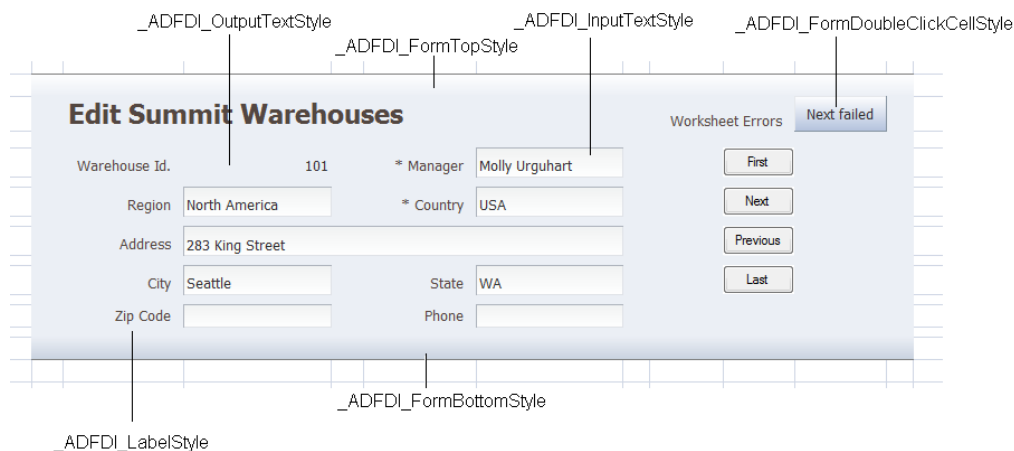 _ADFDI_OutputTextStyle
_ADFDI_InputTextStyle
_ADFDI_FormDoubleClickCellStyle
_ADFDI_FormTopStyle
Edit Summit Warehouses
Worksheet Errors
Next failed
Warehouse Id.
101
* Manager
Molly Urguhart
First
Region
North America
* Country
USA
Next
Address
283 King Street
Previous
City
Seattle
State
WA
Last
Zip Code
Phone
_ADFDI_FormBottomStyle
_ADFDI_LabelStyle